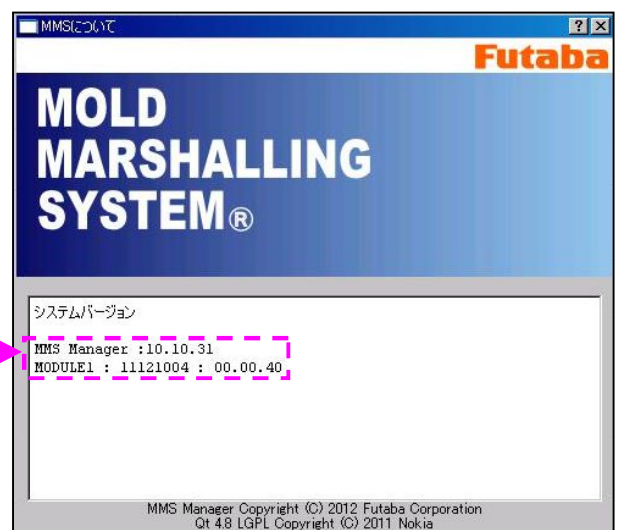 MMSについて
Futaba
MOLD
MARSHALLING
SYSTEM®
システムバージョン
MMS Manager :10.10.31
MODULE1 : 11121004 : 00.00.40
MMS Manager Copyright (C) 2012 Futaba Corporation
Qt 4.8 LGPL Copyright (C) 2011 Nokia